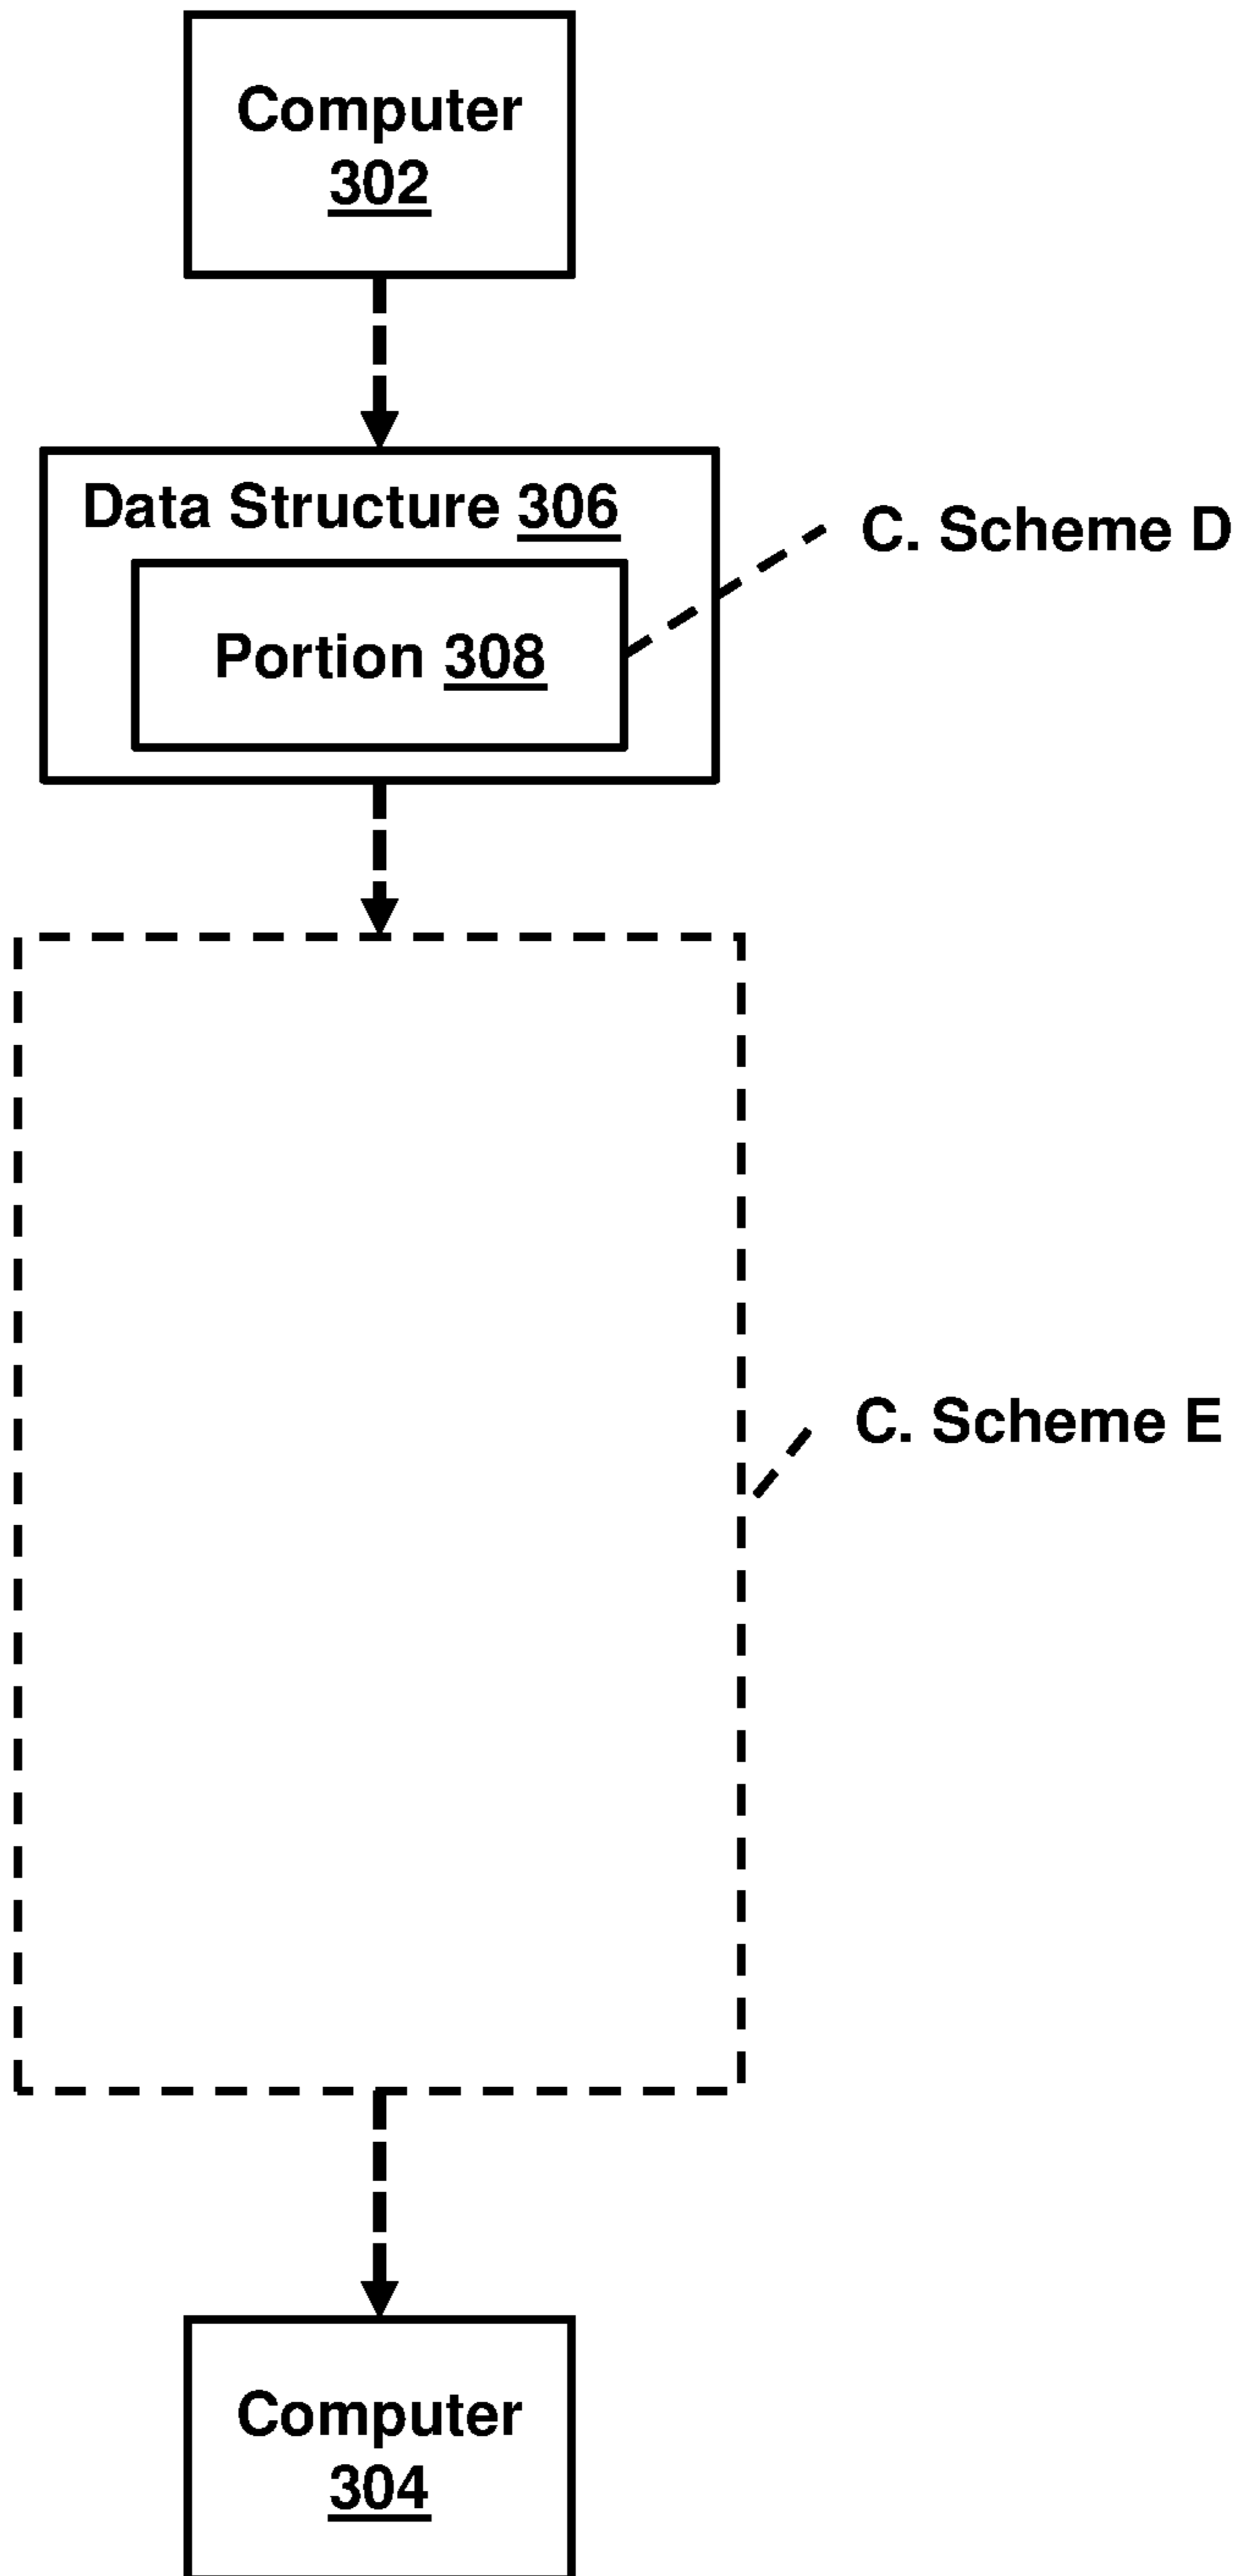 Computer
302
Data Structure 306
C. Scheme D
Portion 308
C. Scheme E
Computer
304